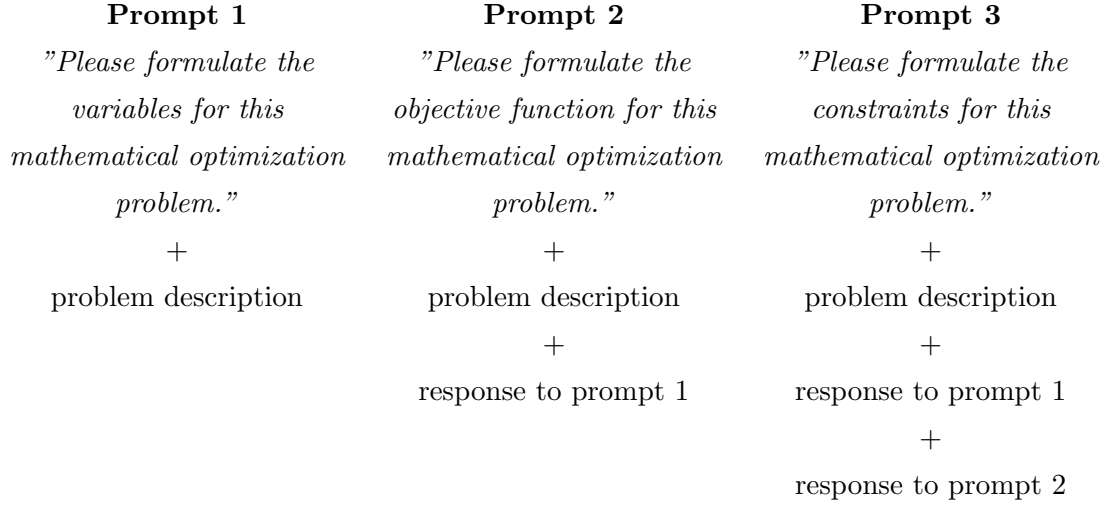 Prompt 1
”Please formulate the
variables for this
mathematical optimization
problem.”
+
problem description
Prompt 2
”Please formulate the
objective function for this
mathematical optimization
problem.”
+
problem description
+
response to prompt 1
Prompt 3
”Please formulate the
constraints for this
mathematical optimization
problem.”
+
problem description
+
response to prompt 1
+
response to prompt 2